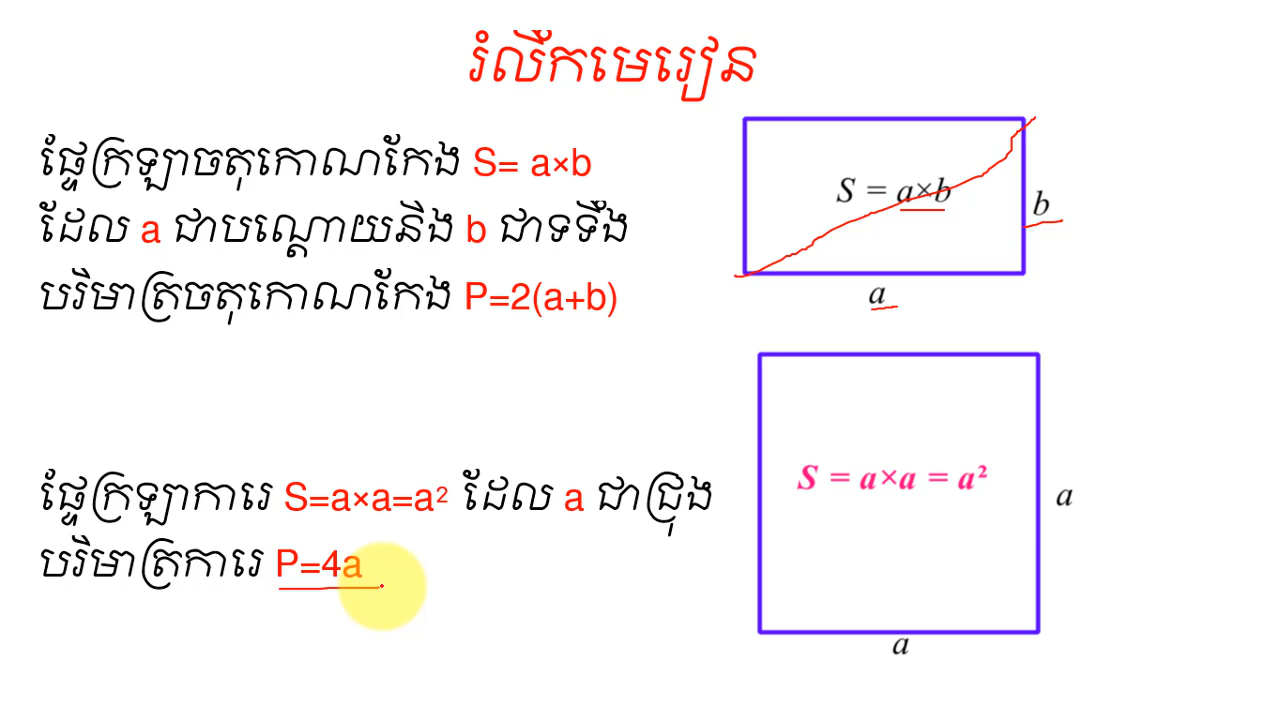 រំលឹកមេរៀន
ផ្ទៃក្រឡាចតុកោណកែង S= a×b
ដែល a ជាបណ្តោយនិង b ជាទទឹង
បរិមាត្រចតុកោណកែង P=2(a+b)
S = a×b
b
a
ផ្ទៃក្រឡាការេ S=a×a=a² ដែល a ជាជ្រុង
បរិមាត្រការេ P=4a
S = a×a = a²
a
a